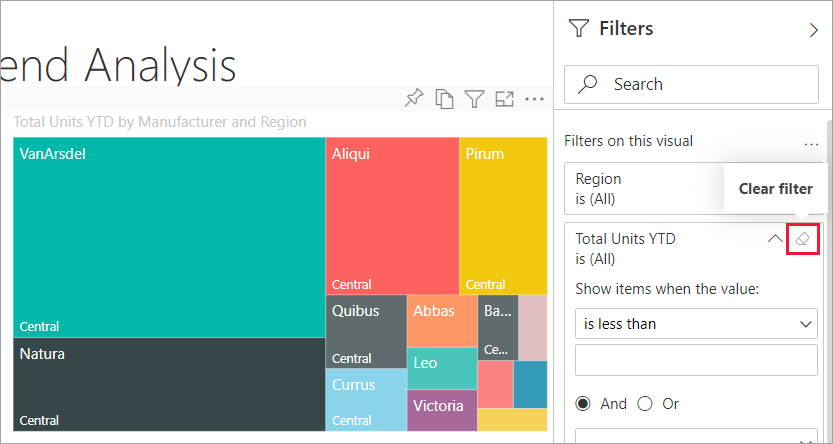 end Analysis
Total Units YTD by Manufacturer and Region
VanArsdel
Central
Natura
Central
Aliqui
Central
Pirum
Central
Quibus
Central
Currus
Central
Abbas
Leo
Victoria
Ba...
Ce...
Filters
Search
Filters on this visual
...
Region
is (All)
Clear filter
Total Units YTD
is (All)
Show items when the value:
is less than
And
Or